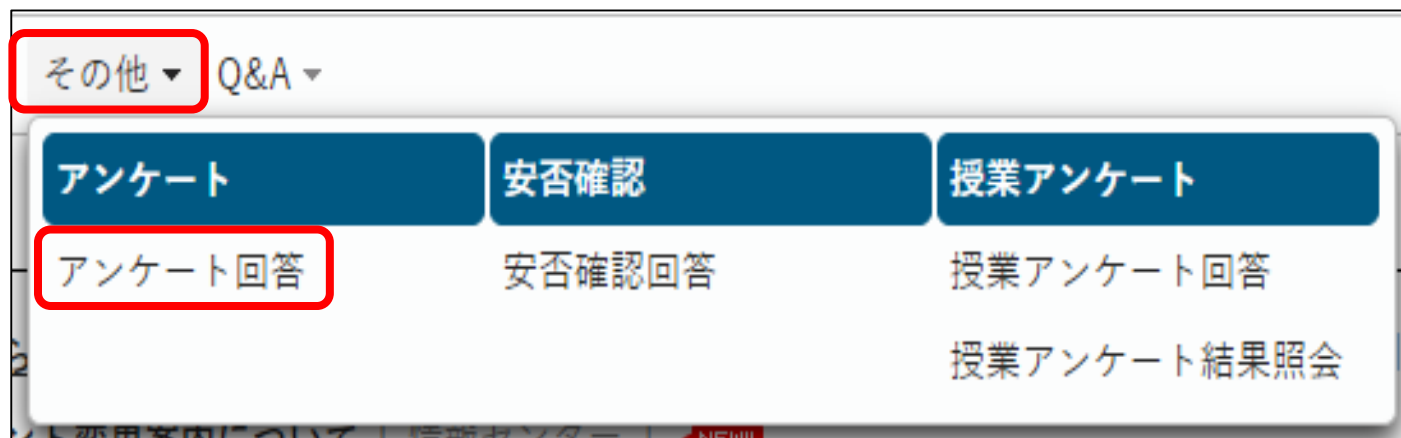 その他 ▼ Q&A ▼
アンケート 安否確認 授業アンケート
アンケート回答 安否確認回答 授業アンケート回答
授業アンケート結果照会